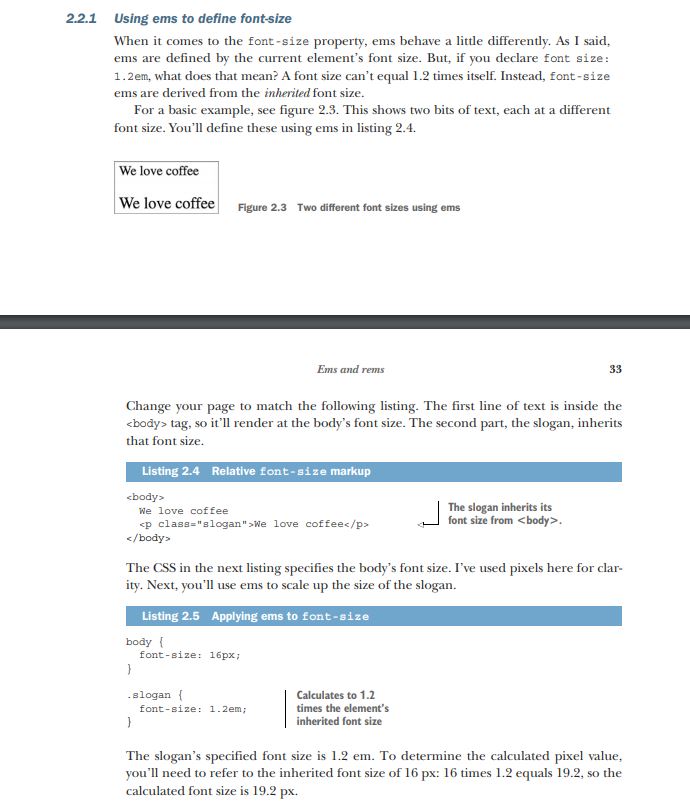 2.2.1 Using ems to define font-size
When it comes to the font-size property, ems behave a little differently. As I said,
ems are defined by the current element's font size. But, if you declare font size:
1.2em, what does that mean? A font size can't equal 1.2 times itself. Instead, font-size
ems are derived from the inherited font size.
For a basic example, see figure 2.3. This shows two bits of text, each at a different
font size. You'll define these using ems in listing 2.4.
We love coffee
We love coffee
Figure 2.3 Two different font sizes using ems
Ems and rems 33
Change your page to match the following listing. The first line of text is inside the
<body> tag, so it'll render at the body's font size. The second part, the slogan, inherits
that font size.
Listing 2.4 Relative font-size markup
<body>
We love coffee
<p class="slogan">We love coffee</p>
</body>
The slogan inherits its
font size from <body>.
The CSS in the next listing specifies the body's font size. I've used pixels here for clar-
ity. Next, you'll use ems to scale up the size of the slogan.
Listing 2.5 Applying ems to font-size
body {
font-size: 16px;
}
.slogan {
font-size: 1.2em;
}
Calculates to 1.2
times the element's
inherited font size
The slogan's specified font size is 1.2 em. To determine the calculated pixel value,
you'll need to refer to the inherited font size of 16 px: 16 times 1.2 equals 19.2, so the
calculated font size is 19.2 px.